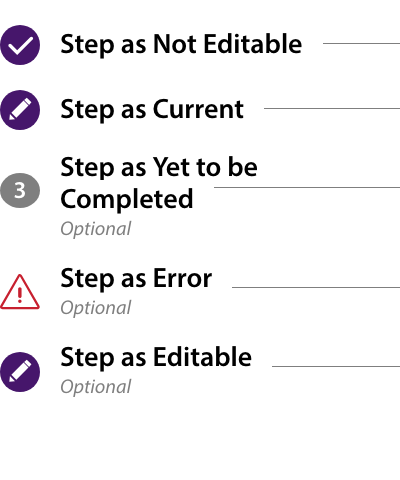 Step as Not Editable
Step as Current
3
Step as Yet to be
Completed
Optional
Step as Error
Optional
Step as Editable
Optional